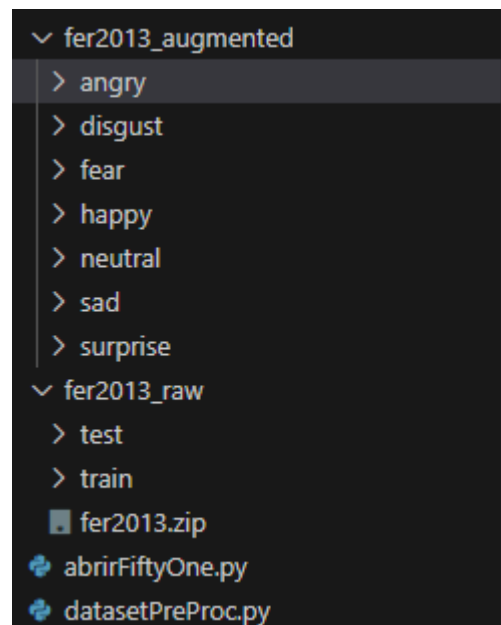 fer2013_augmented
angry
disgust
fear
happy
neutral
sad
surprise
fer2013_raw
test
train
fer2013.zip
abrirFiftyOne.py
datasetPreProc.py